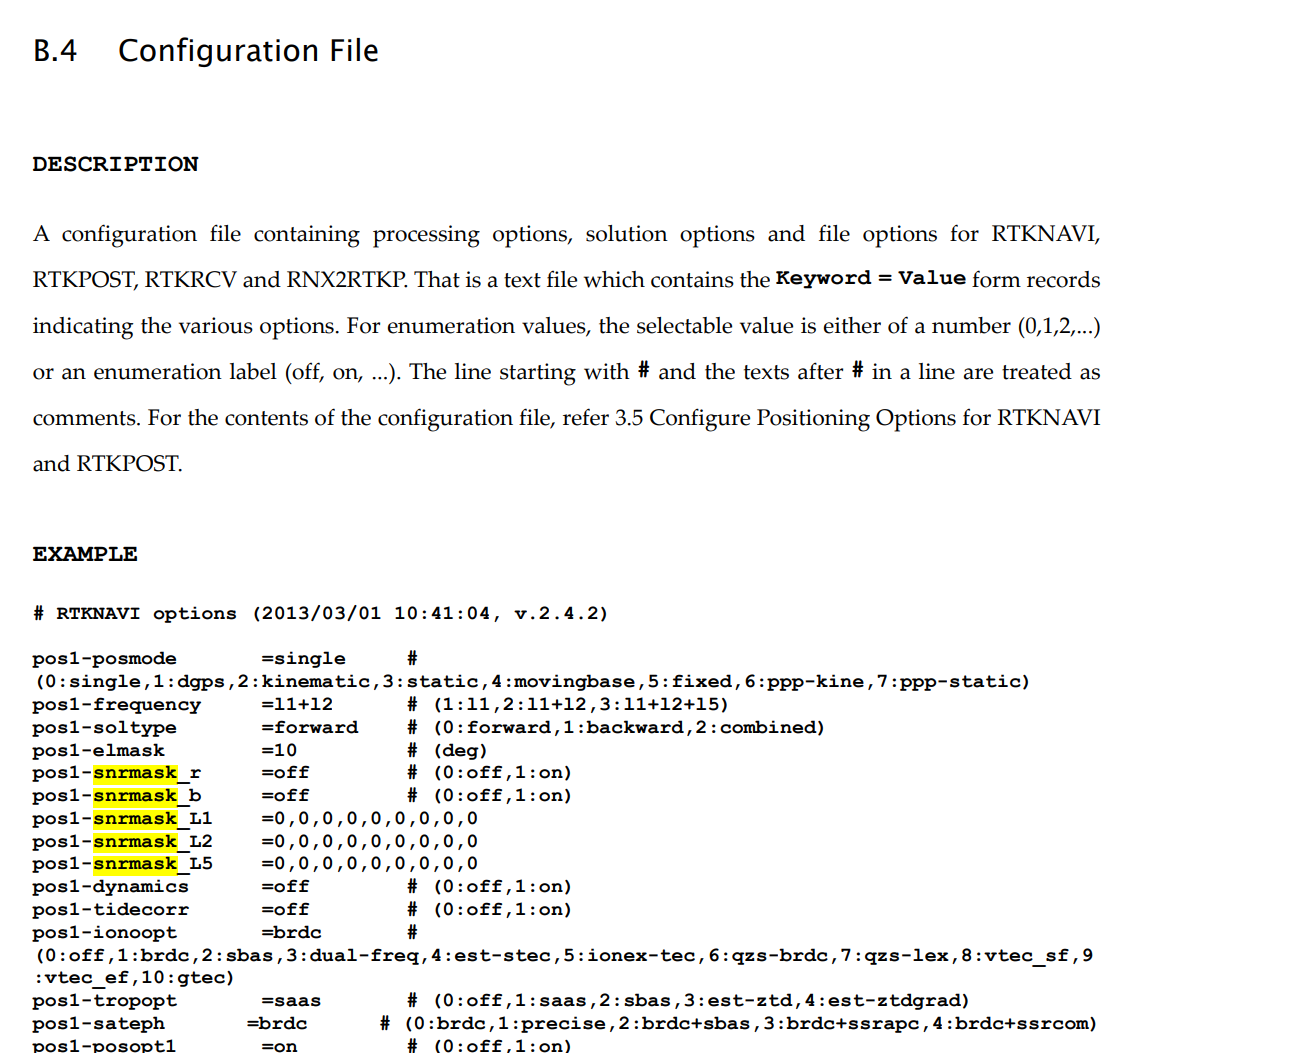 B.4 Configuration File
DESCRIPTION
A configuration file containing processing options, solution options and file options for RTKNAVI,
RTKPOST, RTKRCV and RNX2RTKP. That is a text file which contains the Keyword = Value form records
indicating the various options. For enumeration values, the selectable value is either of a number (0,1,2,...)
or an enumeration label (off, on, ...). The line starting with # and the texts after # in a line are treated as
comments. For the contents of the configuration file, refer 3.5 Configure Positioning Options for RTKNAVI
and RTKPOST.
EXAMPLE
# RTKNAVI options (2013/03/01 10:41:04, v.2.4.2)
pos1-posmode =single #
(0:single,1:dgps,2:kinematic,3:static,4:movingbase,5:fixed,6:ppp-kine,7:ppp-static)
pos1-frequency =l1+l2 # (1:l1,2:l1+l2,3:l1+l2+l5)
pos1-soltype =forward # (0:forward,1:backward,2:combined)
pos1-elmask =10 # (deg)
pos1-snrmask_r =off # (0:off,1:on)
pos1-snrmask_b =off # (0:off,1:on)
pos1-snrmask_L1 =0,0,0,0,0,0,0,0,0
pos1-snrmask_L2 =0,0,0,0,0,0,0,0,0
pos1-snrmask_L5 =0,0,0,0,0,0,0,0,0
pos1-dynamics =off # (0:off,1:on)
pos1-tidecorr =off # (0:off,1:on)
pos1-ionoopt =brdc #
(0:off,1:brdc,2:sbas,3:dual-freq,4:est-stec,5:ionex-tec,6:qzs-brdc,7:qzs-lex,8:vtec_sf,9
:vtec_ef,10:gtec)
pos1-tropopt =saas # (0:off,1:saas,2:sbas,3:est-ztd,4:est-ztdgrad)
pos1-sateph =brdc # (0:brdc,1:precise,2:brdc+sbas,3:brdc+ssrapc,4:brdc+ssrcom)
pos1-posopt1 =on # (0:off,1:on)